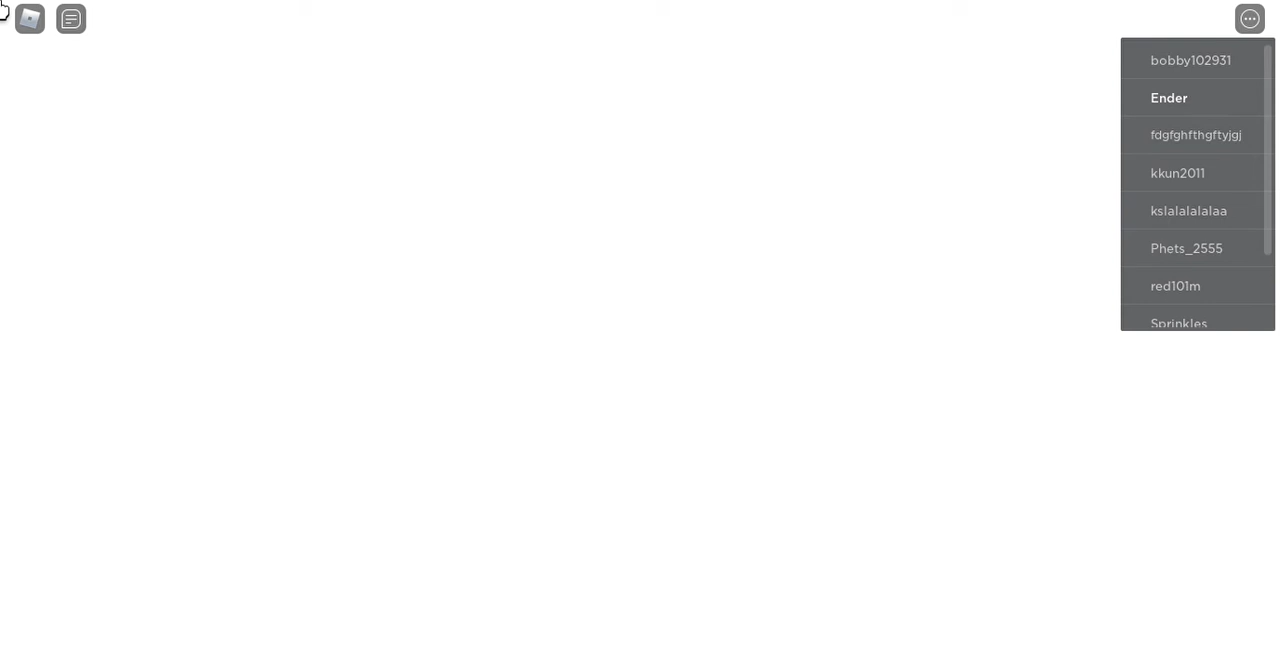 bobby102931
Ender
fdgfghfthgftyjgj
kkun2011
kslalalalalaa
Phets_2555
red101m
Sprinkles